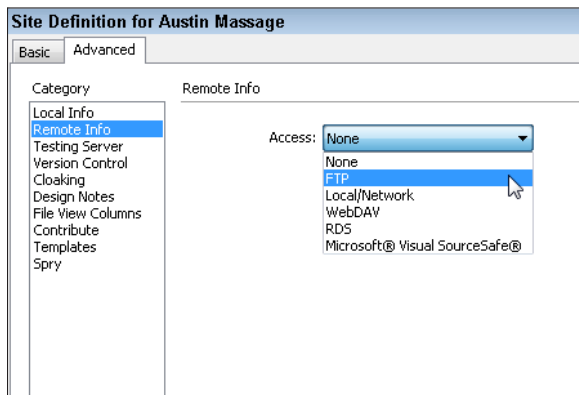 Site Definition for Austin Massage
Basic
Advanced
Category
Remote Info
Local Info
Remote Info
Testing Server
Version Control
Cloaking
Design Notes
File View Columns
Contribute
Templates
Spry
Access: None
None
FTP
Local/Network
WebDAV
RDS
Microsoft® Visual SourceSafe®